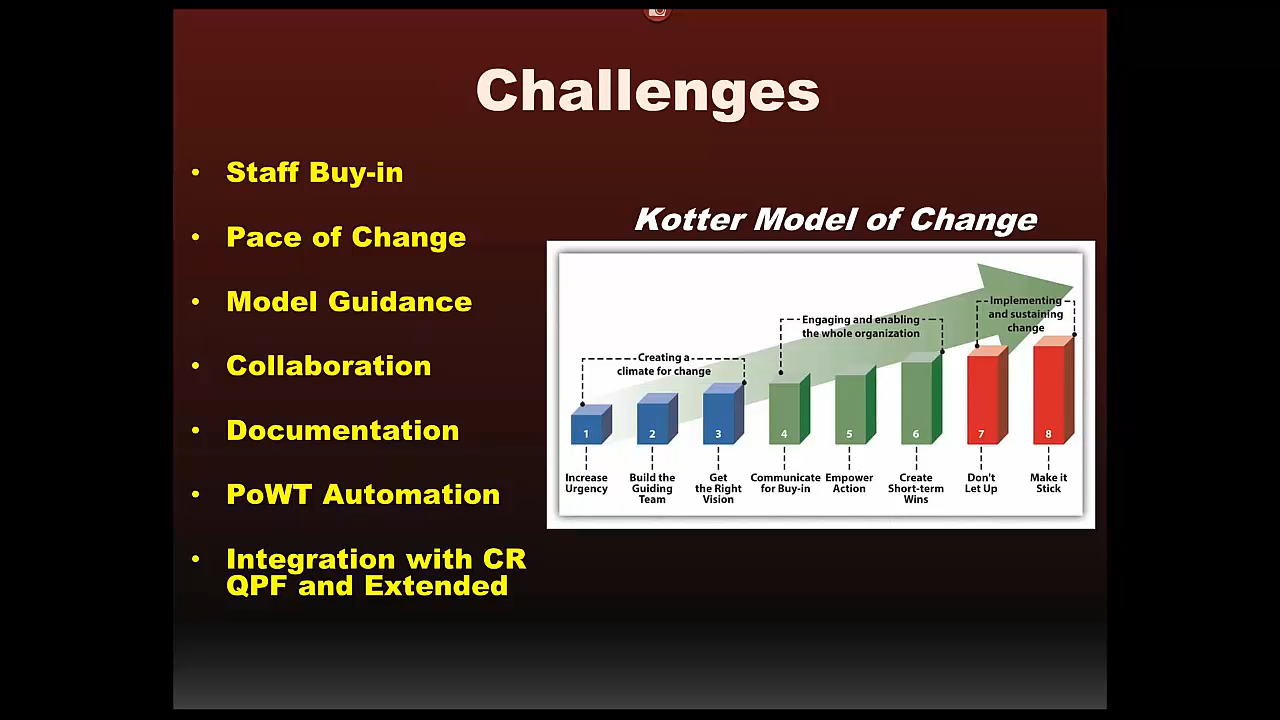 Challenges
• Staff Buy-in
• Pace of Change
• Model Guidance
• Collaboration
• Documentation
• PoWT Automation
• Integration with CR
QPF and Extended
Kotter Model of Change
Creating a
climate for change
Engaging and enabling
the whole organization
Implementing
and sustaining
change
1 2 3 4 5 6 7 8
Increase
Urgency
Build the
Guiding
Team
Get
the Right
Vision
Communicate
for Buy-in
Empower
Action
Create
Short-term
Wins
Don't
Let Up
Make it
Stick